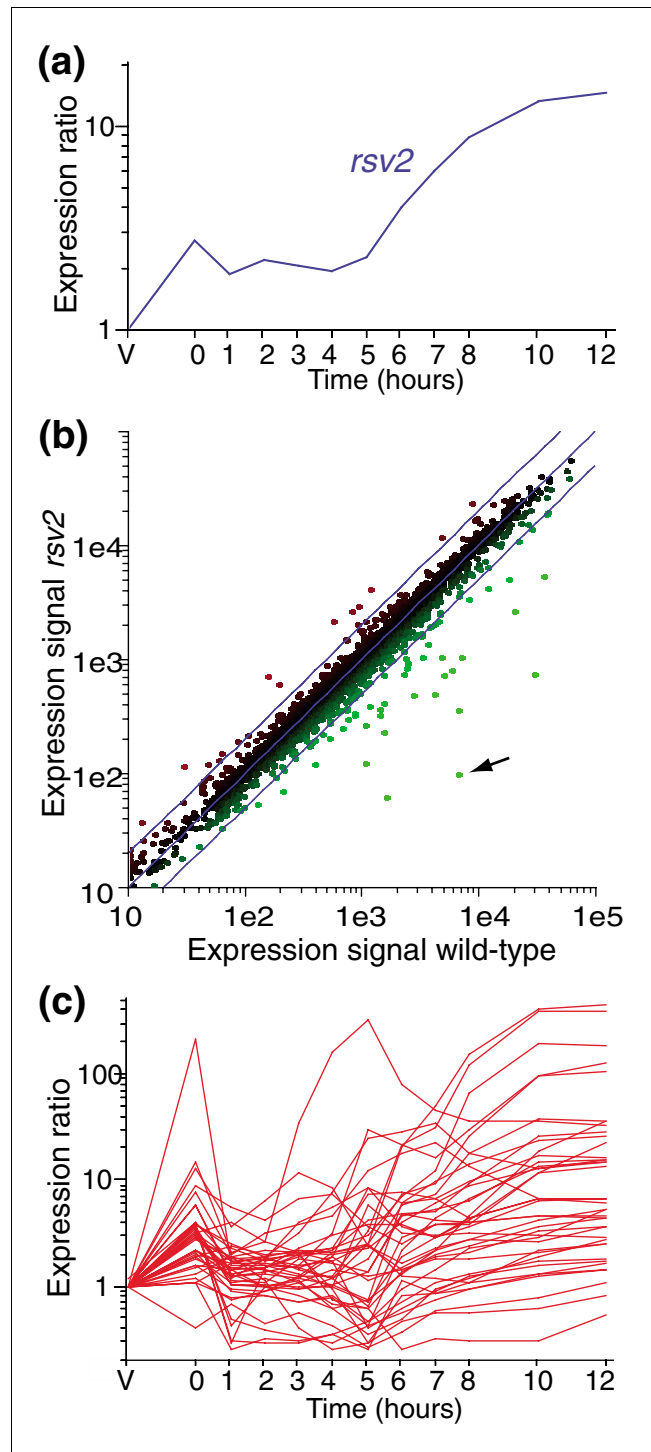 (a)
Expression ratio
10
1
rsv2
V 0 1 2 3 4 5 6 7 8 10 12
Time (hours)
(b)
Expression signal rsv2
1e4
1e3
1e2
10
10 1e2 1e3 1e4 1e5
Expression signal wild-type
(c)
Expression ratio
100
10
1
V 0 1 2 3 4 5 6 7 8 10 12
Time (hours)